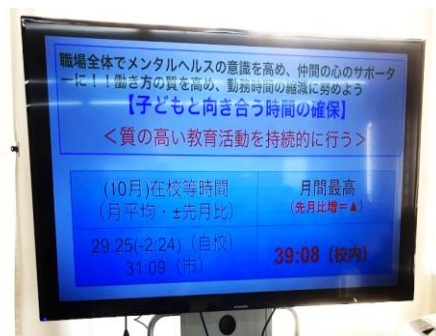 職場全体でメンタルヘルスの意識を高め、仲間の心のサポータ
ーに！！働き方の質を高め、勤務時間の縮減に努めよう
【子どもと向き合う時間の確保】
＜質の高い教育活動を持続的に行う＞
(10月)在校等時間
（月平均・±先月比）
月間最高
（先月比増＝▲）
29:25(-2:24)（自校）
31:09（市）
39:08（校内）